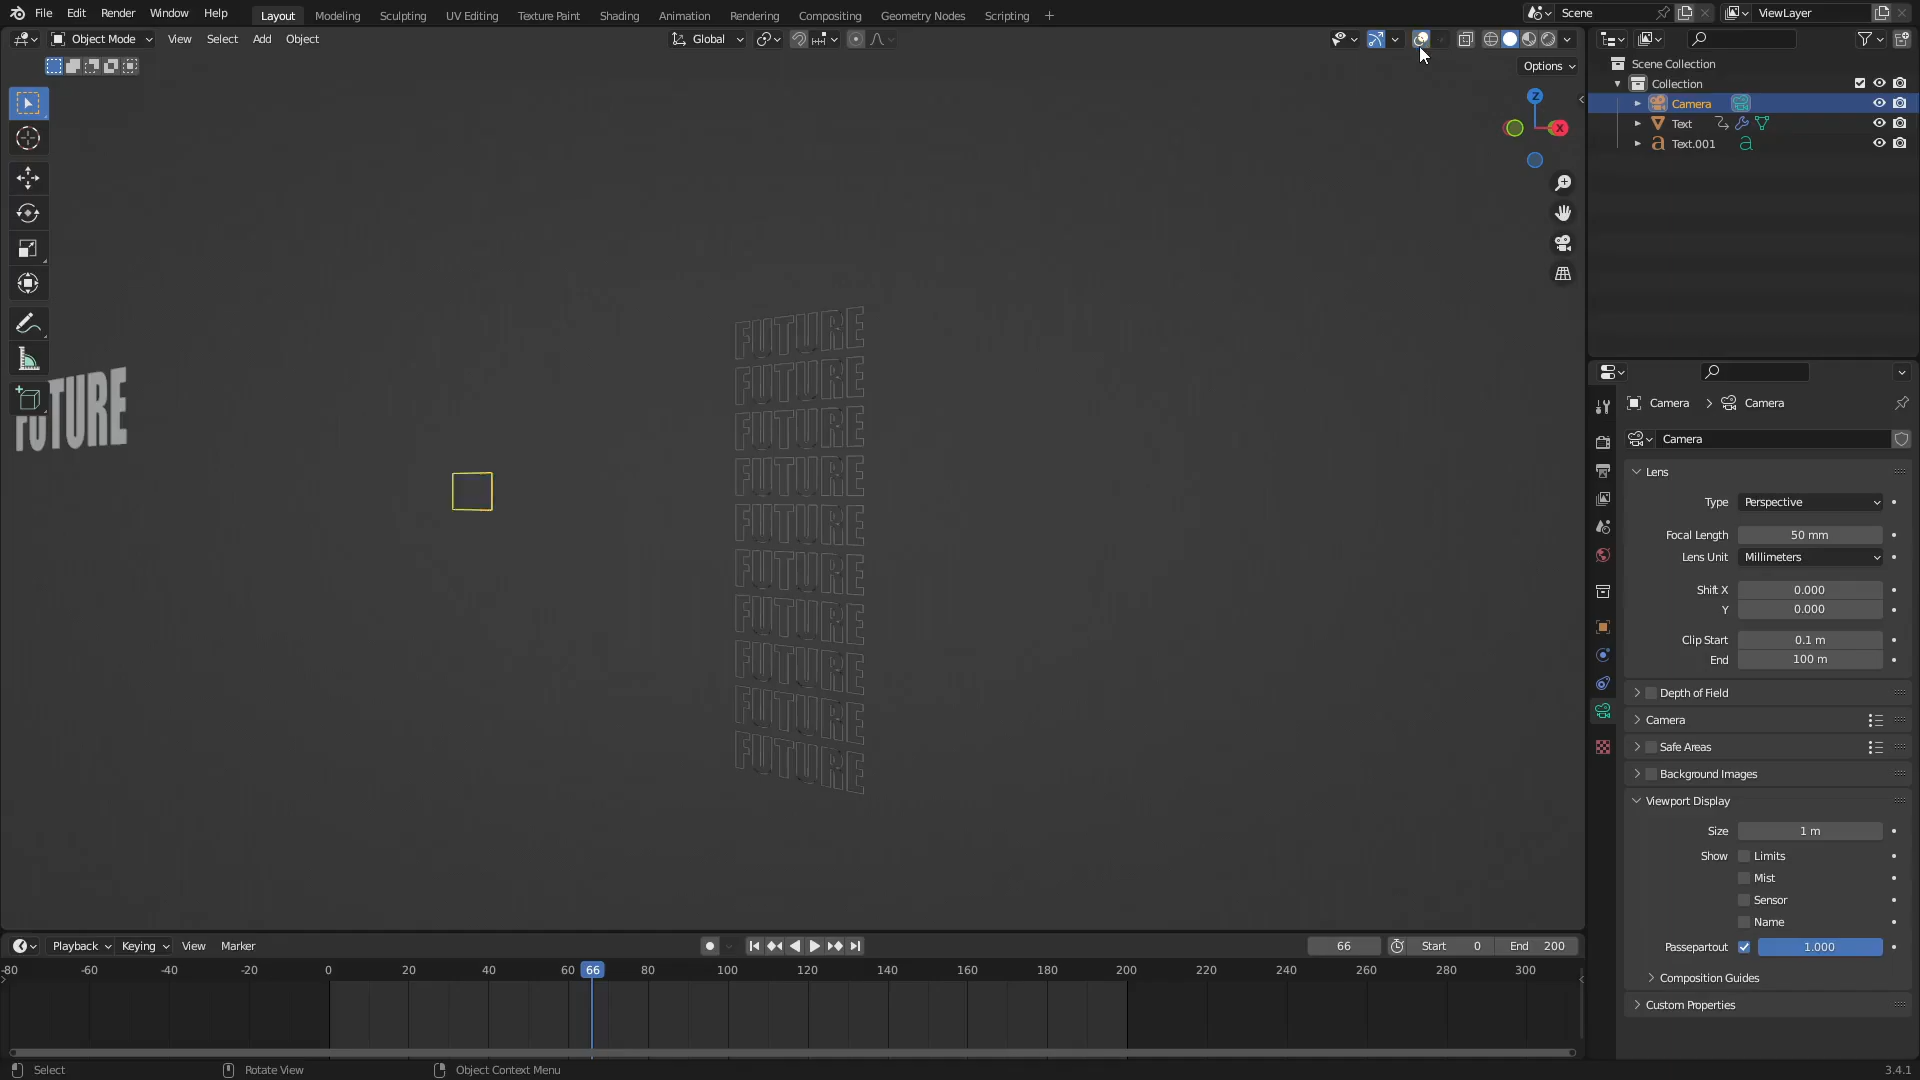 File Edit Render Window Help Layout Modeling Sculpting UV Editing Texture Paint Shading Animation Rendering Compositing Geometry Nodes Scripting +
Scene
ViewLayer
Object Mode View Select Add Object
Global
Options
Z
X
Scene Collection
Collection
Camera
Text
Text.001
FUTURE
FUTURE
FUTURE
FUTURE
FUTURE
FUTURE
FUTURE
FUTURE
FUTURE
FUTURE
FUTURE
Camera > Camera
Camera
Lens
Type Perspective
Focal Length 50 mm
Lens Unit Millimeters
Shift X 0.000
Y 0.000
Clip Start 0.1 m
End 100 m
Depth of Field
Camera
Safe Areas
Background Images
Viewport Display
Size 1 m
Show Limits
Mist
Sensor
Name
Passepartout 1.000
Composition Guides
Custom Properties
Playback Keying View Marker
66 Start 0 End 200
-80 -60 -40 -20 0 20 40 60 66 80 100 120 140 160 180 200 220 240 260 280 300
Select Rotate View Object Context Menu
3.4.1